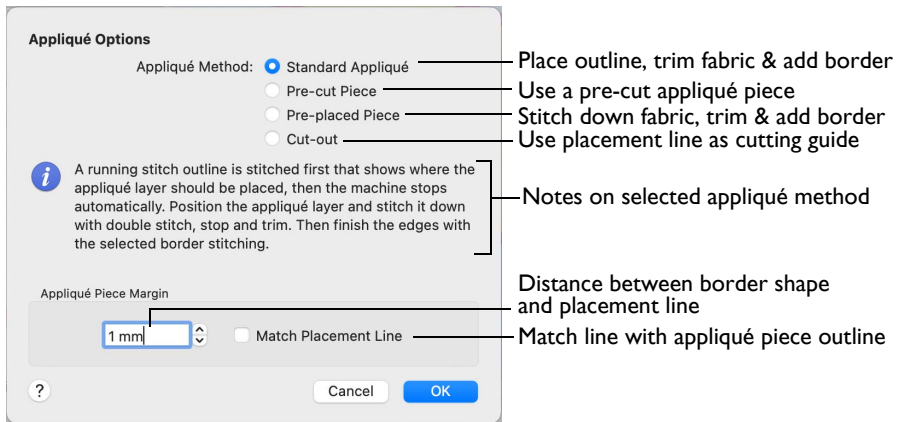 Appliqué Options
Appliqué Method: Standard Appliqué
Place outline, trim fabric & add border
Pre-cut Piece
Use a pre-cut appliqué piece
Pre-placed Piece
Stitch down fabric, trim & add border
Cut-out
Use placement line as cutting guide
i
A running stitch outline is stitched first that shows where the
appliqué layer should be placed, then the machine stops
automatically. Position the appliqué layer and stitch it down
with double stitch, stop and trim. Then finish the edges with
the selected border stitching.
Notes on selected appliqué method
Appliqué Piece Margin
Distance between border shape
and placement line
1 mm
Match Placement Line
Match line with appliqué piece outline
?
Cancel
OK